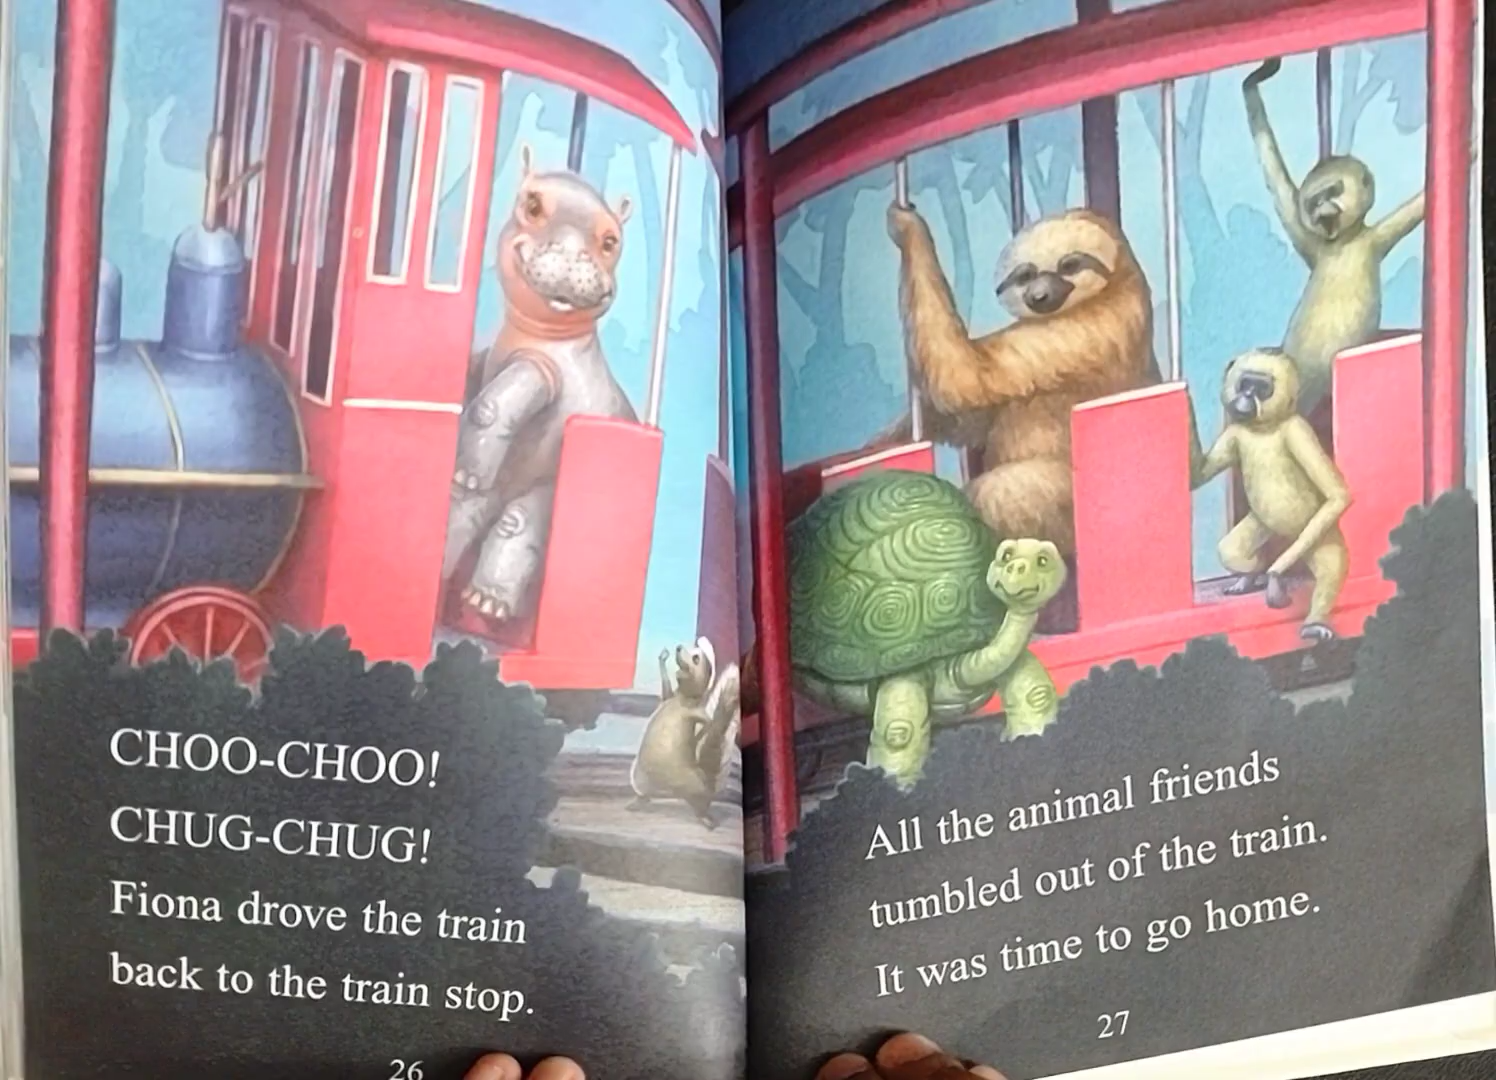 CHOO-CHOO!
CHUG-CHUG!
Fiona drove the train
back to the train stop.
26
All the animal friends
tumbled out of the train.
It was time to go home.
27